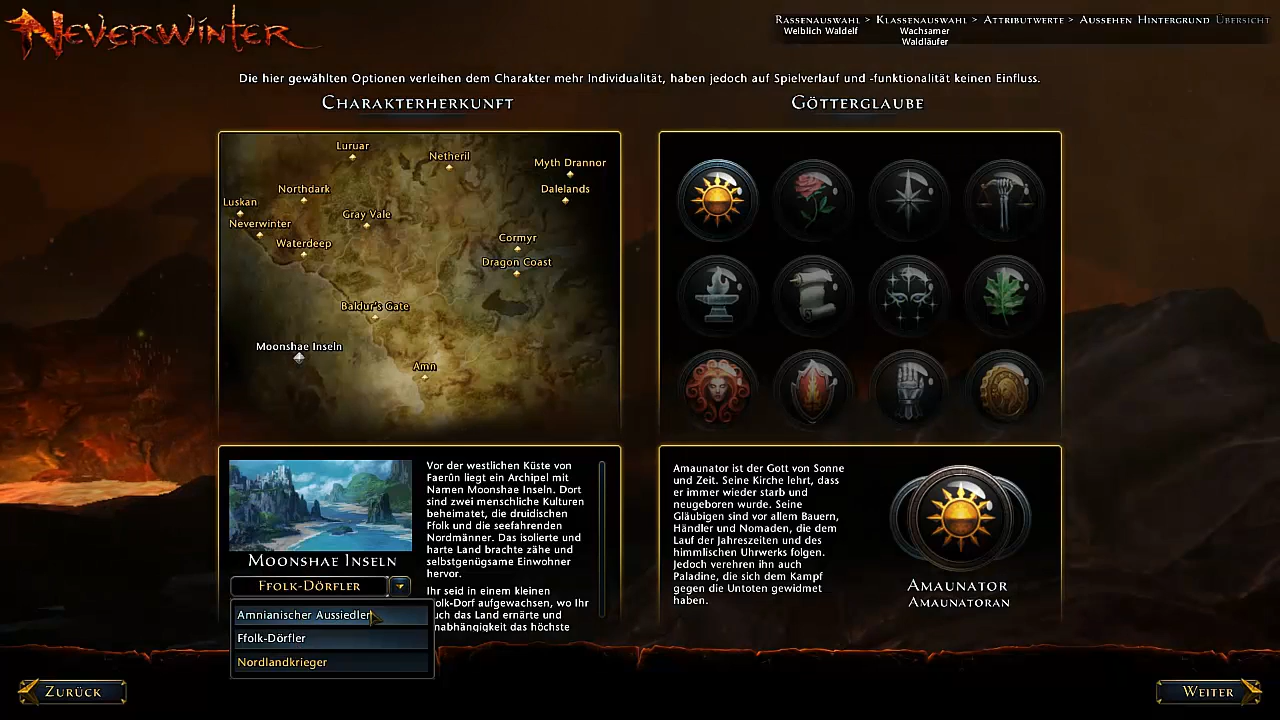 Neverwinter
Rassenauswahl > Klassenauswahl > Attributwerte > Aussehen Hintergrund Übersicht
Weiblich Waldelf
Wachsamer
Waldläufer
Die hier gewählten Optionen verleihen dem Charakter mehr Individualität, haben jedoch auf Spielverlauf und -funktionalität keinen Einfluss.
Charakterherkunft
Götterglaube
Luruar
Netheril
Myth Drannor
Northdark
Dalelands
Luskan
Gray Vale
Neverwinter
Waterdeep
Cormyr
Dragon Coast
Baldur's Gate
Moonshae Inseln
Amn
Moonshae Inseln
Ffolk-Dörfler
Amnianischer Aussiedler
Ffolk-Dörfler
Nordlandkrieger
Vor der westlichen Küste von
Faerûn liegt ein Archipel mit
Namen Moonshae Inseln. Dort
sind zwei menschliche Kulturen
beheimatet, die druidischen
Ffolk und die seefahrenden
Nordmänner. Das isolierte und
harte Land brachte zähe und
selbstgenügsame Einwohner
hervor.
Ihr seid in einem kleinen
folk-Dorf aufgewachsen, wo Ihr
uch das Land ernärte und
nabhängigkeit das höchste
Amaunator ist der Gott von Sonne
und Zeit. Seine Kirche lehrt, dass
er immer wieder starb und
neugeboren wurde. Seine
Gläubigen sind vor allem Bauern,
Händler und Nomaden, die dem
Lauf der Jahreszeiten und des
himmlischen Uhrwerks folgen.
Jedoch verehren ihn auch
Paladine, die sich dem Kampf
gegen die Untoten gewidmet
haben.
Amaunator
Amaunatoran
Zurück
Weiter